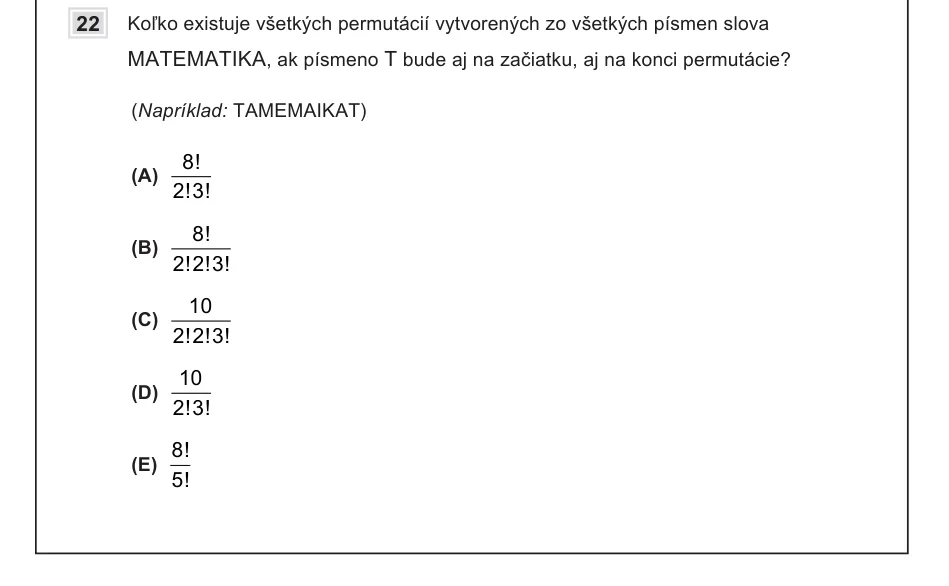 22 Koľko existuje všetkých permutácií vytvorených zo všetkých písmen slova
MATEMATIKA, ak písmeno T bude aj na začiatku, aj na konci permutácie?
(Napríklad: TAMEMAIKAT)
(A) 8!
2!3!
(B) 8!
2!2!3!
(C) 10
2!2!3!
(D) 10
2!3!
(E) 8!
5!